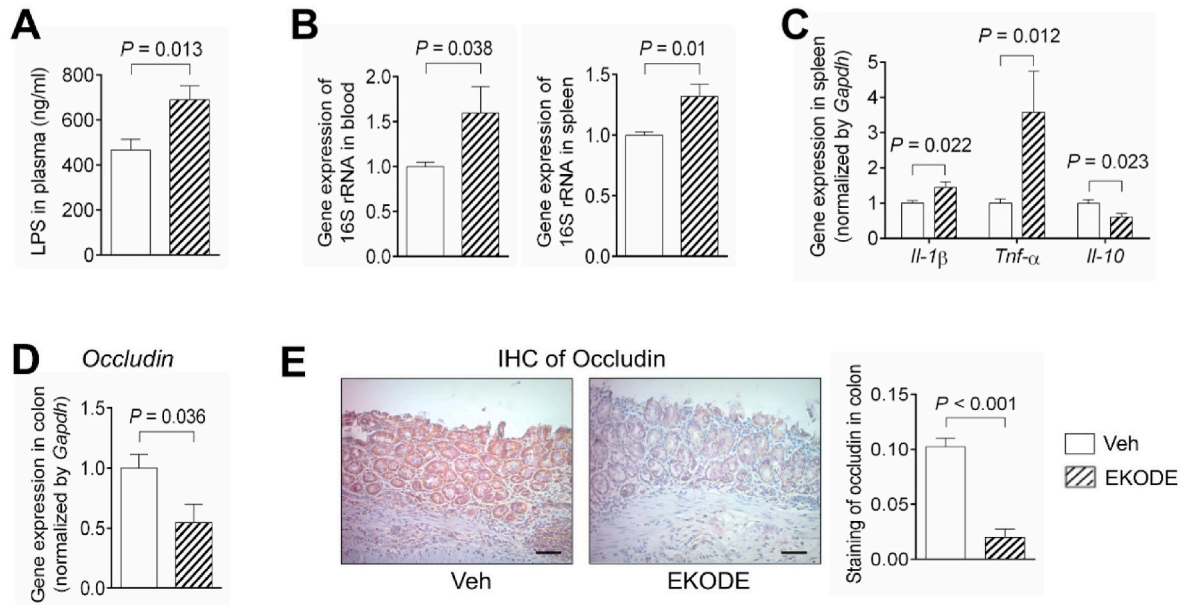 A
P = 0.013
LPS in plasma (ng/ml)
800
600
400
200
0
B
P = 0.038
Gene expression of
16S rRNA in blood
2.0
1.5
1.0
0.5
0.0
P = 0.01
Gene expression of
16S rRNA in spleen
1.5
1.0
0.5
0.0
C
P = 0.012
P = 0.022
P = 0.023
Gene expression in spleen
(normalized by Gapdh)
5
4
3
2
1
0
Il-1β Tnf-α Il-10
D
Occludin
P = 0.036
Gene expression in colon
(normalized by Gapdh)
1.5
1.0
0.5
0.0
E
IHC of Occludin
Veh EKODE
P < 0.001
Staining of occludin in colon
0.15
0.10
0.05
0.00
Veh
EKODE